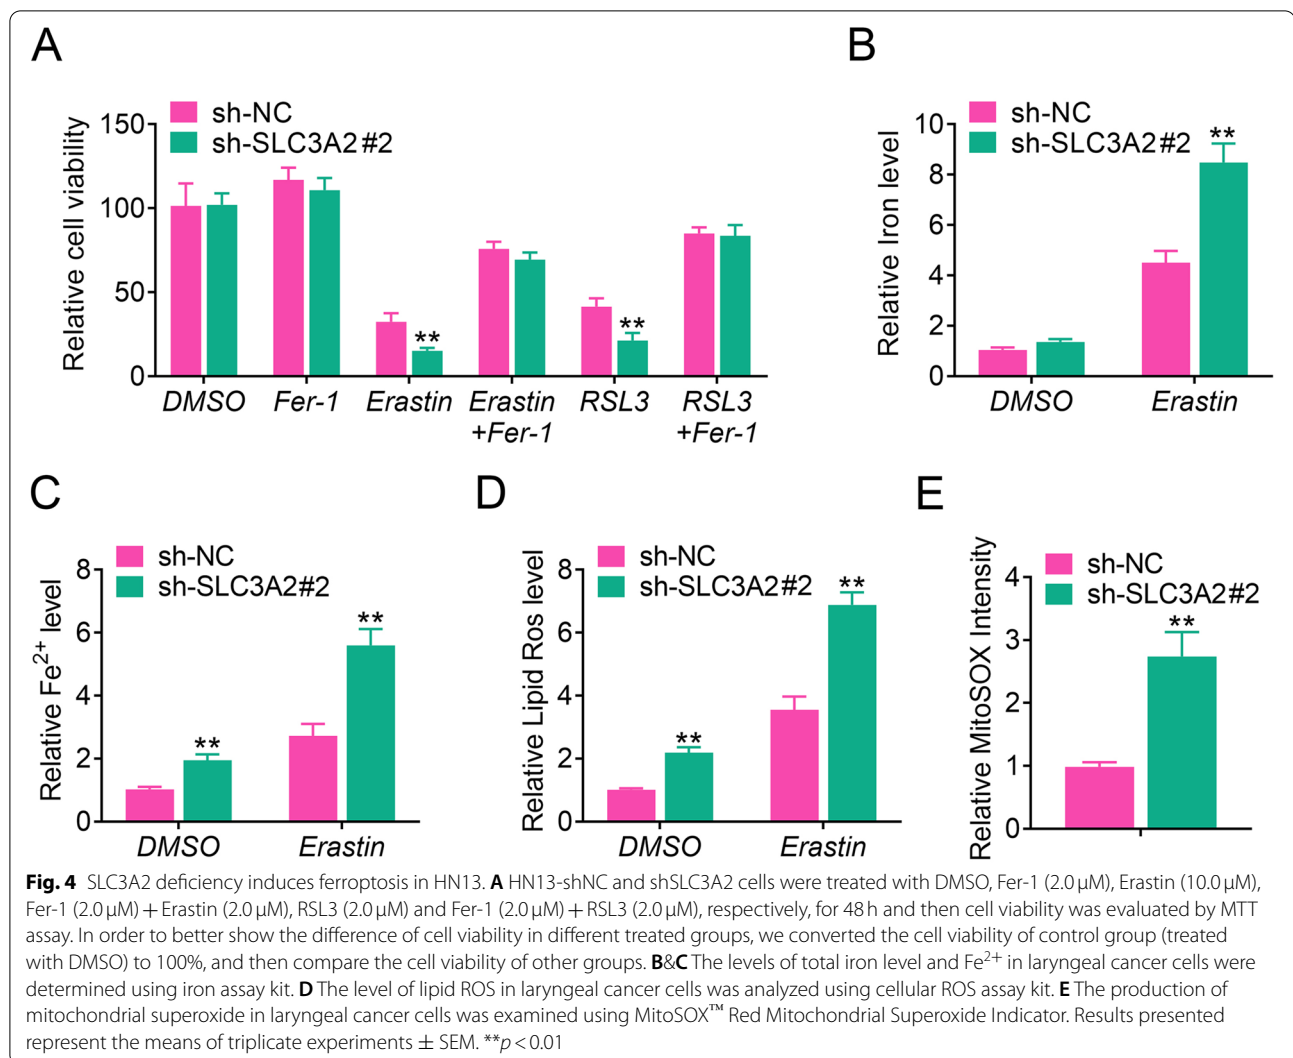 A
sh-NC
sh-SLC3A2#2
Relative cell viability
150
100
50
0
DMSO
Fer-1
Erastin
Erastin
+Fer-1
RSL3
RSL3
+Fer-1
**
**
B
sh-NC
sh-SLC3A2#2
Relative Iron level
10
8
6
4
2
0
DMSO
Erastin
**
C
sh-NC
sh-SLC3A2#2
Relative Fe²⁺ level
8
6
4
2
0
DMSO
Erastin
**
**
D
sh-NC
sh-SLC3A2#2
Relative Lipid Ros level
8
6
4
2
0
DMSO
Erastin
**
**
E
sh-NC
sh-SLC3A2#2
Relative MitoSOX Intensity
4
3
2
1
0
**
Fig. 4 SLC3A2 deficiency induces ferroptosis in HN13. A HN13-shNC and shSLC3A2 cells were treated with DMSO, Fer-1 (2.0 μM), Erastin (10.0 μM),
Fer-1 (2.0 μM) + Erastin (2.0 μM), RSL3 (2.0 μM) and Fer-1 (2.0 μM) + RSL3 (2.0 μM), respectively, for 48 h and then cell viability was evaluated by MTT
assay. In order to better show the difference of cell viability in different treated groups, we converted the cell viability of control group (treated
with DMSO) to 100%, and then compare the cell viability of other groups. B&C The levels of total iron level and Fe²⁺ in laryngeal cancer cells were
determined using iron assay kit. D The level of lipid ROS in laryngeal cancer cells was analyzed using cellular ROS assay kit. E The production of
mitochondrial superoxide in laryngeal cancer cells was examined using MitoSOX™ Red Mitochondrial Superoxide Indicator. Results presented
represent the means of triplicate experiments ± SEM. **p < 0.01